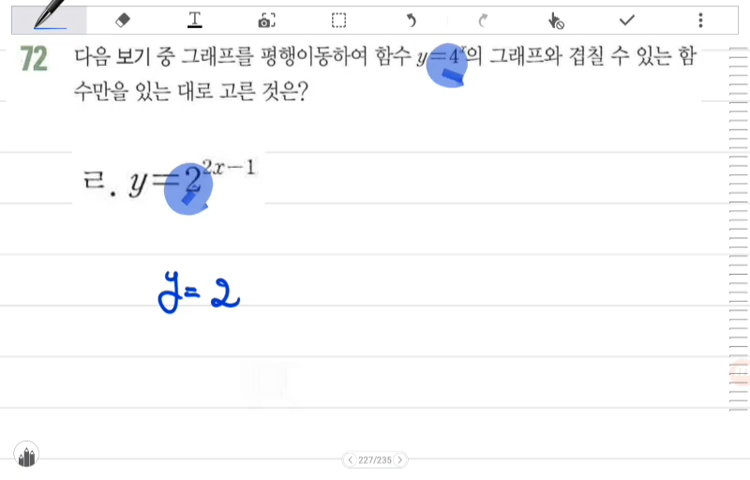 T
72 다음 보기 중 그래프를 평행이동하여 함수 y=4ˣ의 그래프와 겹칠 수 있는 함
수만을 있는 대로 고른 것은?
ㄹ. y=2²ˣ⁻¹
y=2
227/235